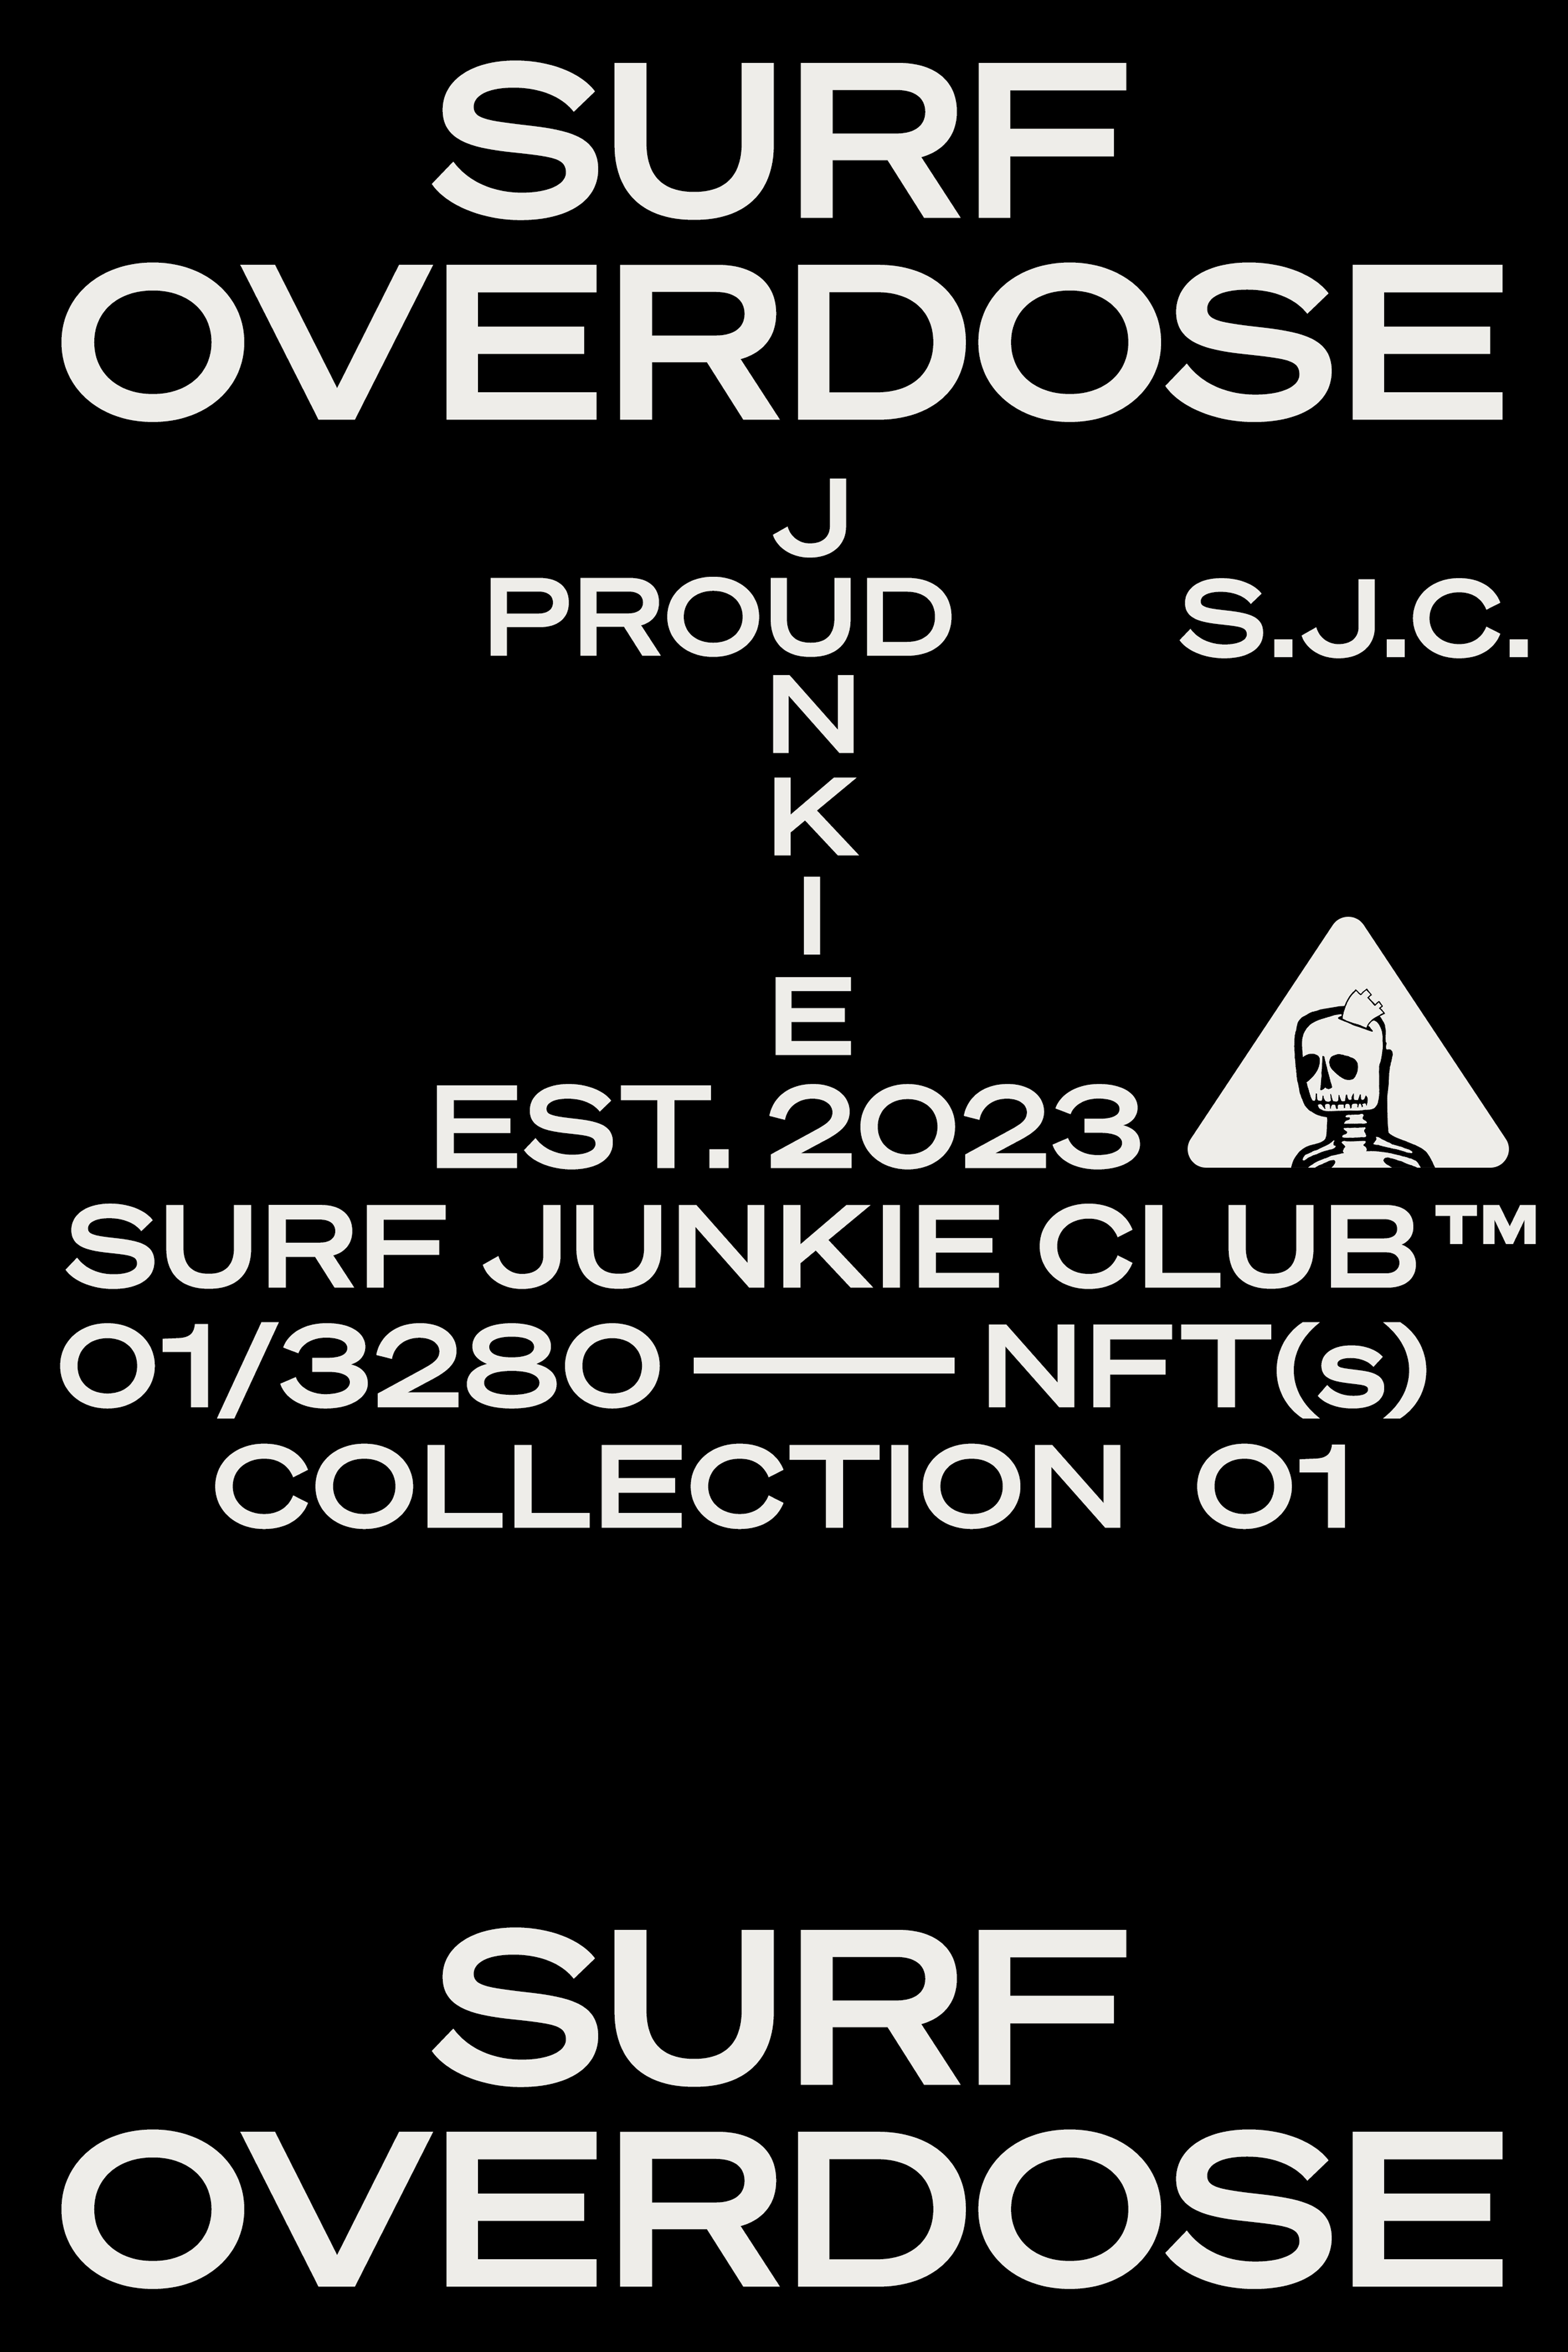 SURF
OVERDOSE
J
PROUD S.J.C.
N
K
I
E
EST. 2023
SURF JUNKIE CLUB™
01/3280 — NFT(s)
COLLECTION 01
SURF
OVERDOSE